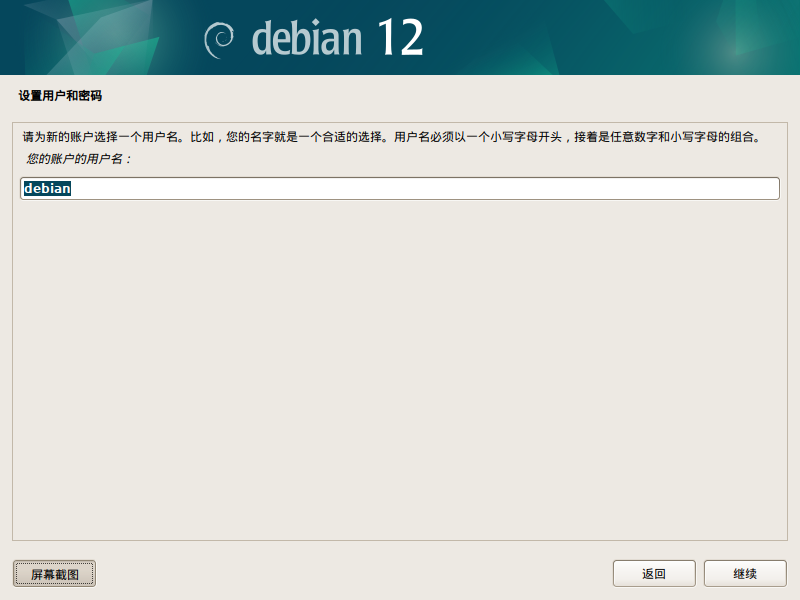 debian 12
设置用户和密码
请为新的账户选择一个用户名。比如，您的名字就是一个合适的选择。用户名必须以一个小写字母开头，接着是任意数字和小写字母的组合。
您的账户的用户名：
debian
屏幕截图
返回
继续